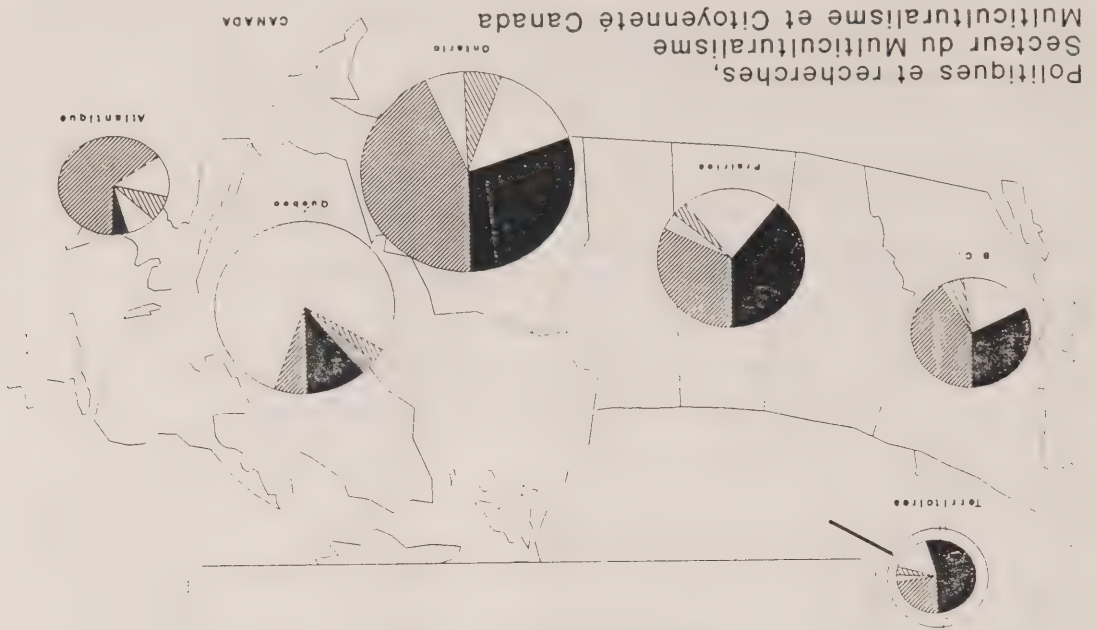 Territoires
B.C.
Prairies
Québec
Atlantique
Ontario
Politiques et recherches,
Secteur du Multiculturalisme
Multiculturalisme et Citoyenneté Canada
CANADA